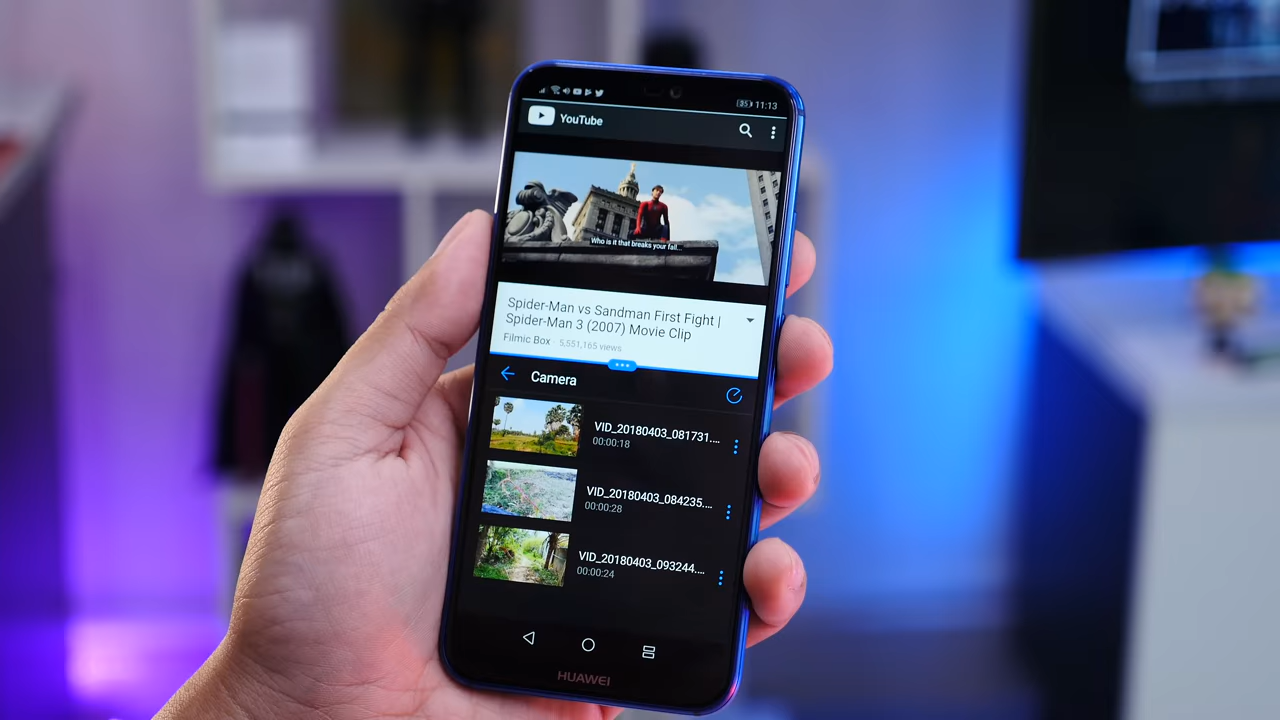 35 11:13
YouTube
Who is it that breaks your fall...
Spider-Man vs Sandman First Fight |
Spider-Man 3 (2007) Movie Clip
Filmic Box · 5,551,165 views
Camera
VID_20180403_081731...
00:00:18
VID_20180403_084235...
00:00:28
VID_20180403_093244...
00:00:24
HUAWEI